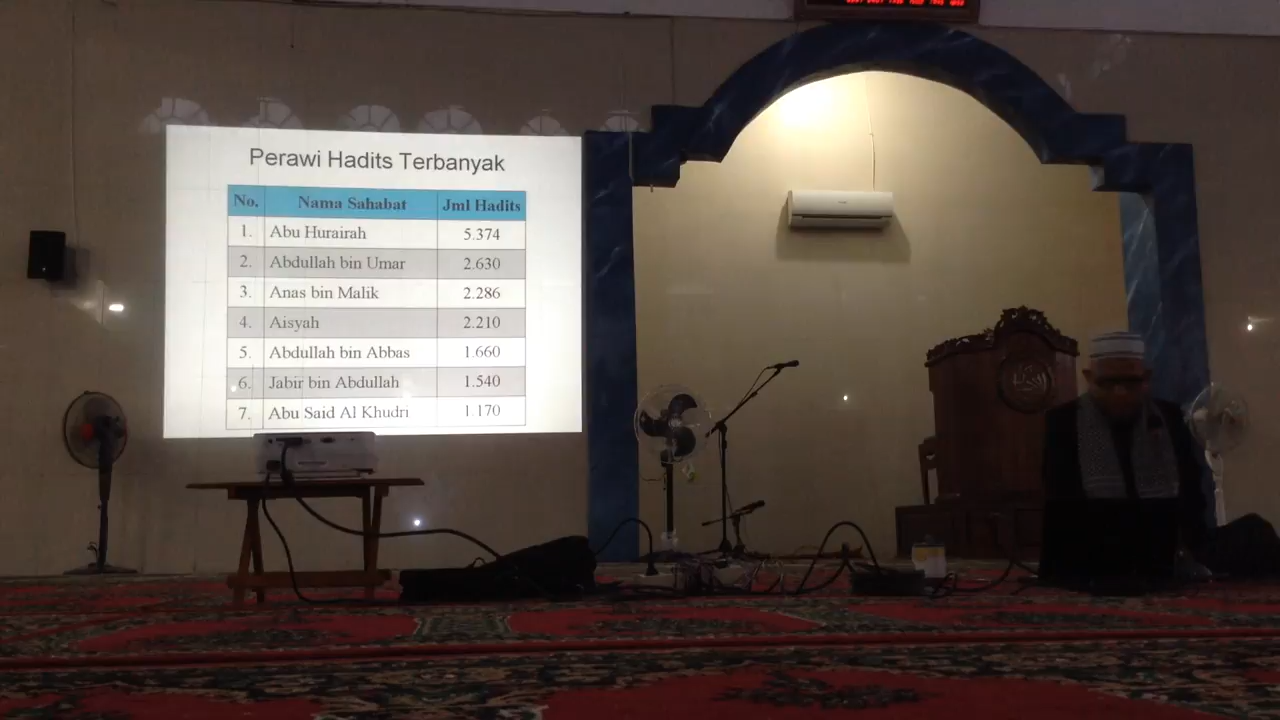 Perawi Hadits Terbanyak
No. Nama Sahabat Jml Hadits
1. Abu Hurairah 5.374
2. Abdullah bin Umar 2.630
3. Anas bin Malik 2.286
4. Aisyah 2.210
5. Abdullah bin Abbas 1.660
6. Jabir bin Abdullah 1.540
7. Abu Said Al Khudri 1.170